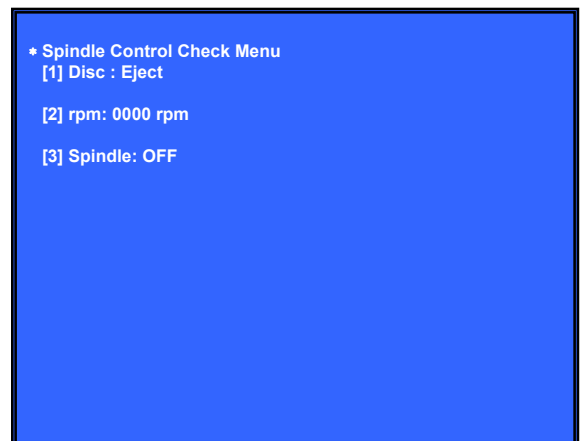 * Spindle Control Check Menu
[1] Disc : Eject
[2] rpm: 0000 rpm
[3] Spindle: OFF